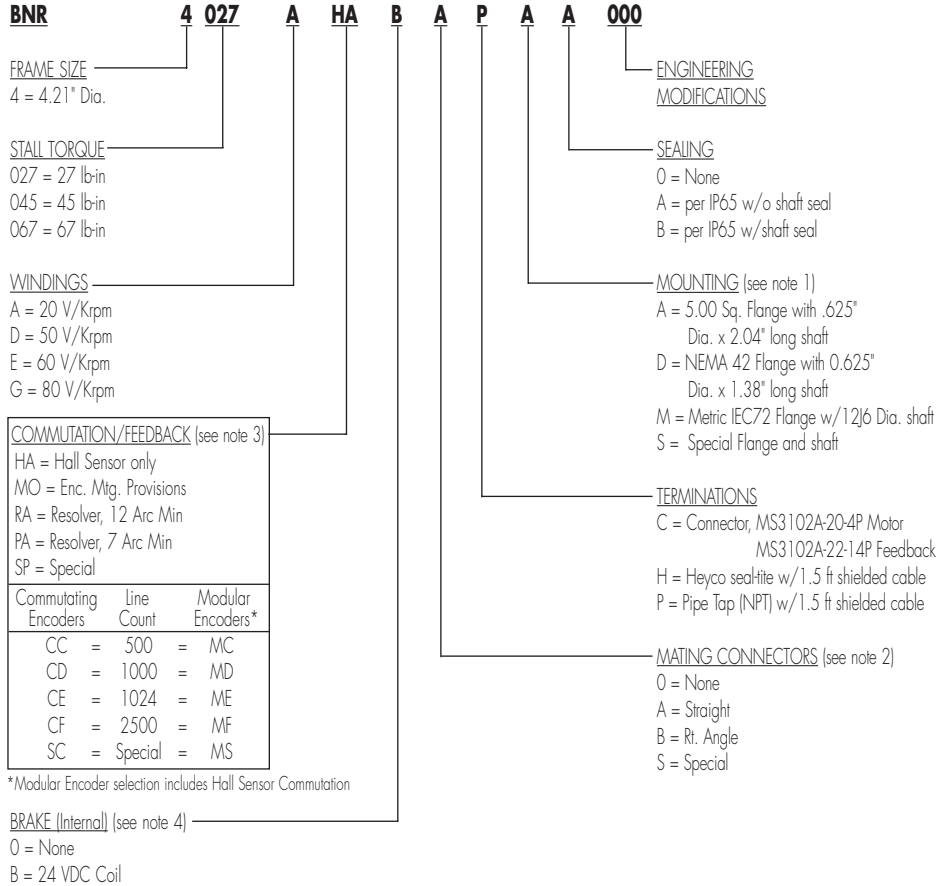 BNR 4 027 A HA B A P A A 000
FRAME SIZE
4 = 4.21" Dia.
STALL TORQUE
027 = 27 lb-in
045 = 45 lb-in
067 = 67 lb-in
WINDINGS
A = 20 V/Krpm
D = 50 V/Krpm
E = 60 V/Krpm
G = 80 V/Krpm
COMMUTATION/FEEDBACK (see note 3)
HA = Hall Sensor only
MO = Enc. Mtg. Provisions
RA = Resolver, 12 Arc Min
PA = Resolver, 7 Arc Min
SP = Special
Commutating Line Modular
Encoders Count Encoders*
CC = 500 = MC
CD = 1000 = MD
CE = 1024 = ME
CF = 2500 = MF
SC = Special = MS
*Modular Encoder selection includes Hall Sensor Commutation
BRAKE (Internal) (see note 4)
0 = None
B = 24 VDC Coil
ENGINEERING
MODIFICATIONS
SEALING
0 = None
A = per IP65 w/o shaft seal
B = per IP65 w/shaft seal
MOUNTING (see note 1)
A = 5.00 Sq. Flange with .625"
Dia. x 2.04" long shaft
D = NEMA 42 Flange with 0.625"
Dia. x 1.38" long shaft
M = Metric IEC72 Flange w/12J6 Dia. shaft
S = Special Flange and shaft
TERMINATIONS
C = Connector, MS3102A-20-4P Motor
MS3102A-22-14P Feedback
H = Heyco seal-tite w/1.5 ft shielded cable
P = Pipe Tap (NPT) w/1.5 ft shielded cable
MATING CONNECTORS (see note 2)
0 = None
A = Straight
B = Rt. Angle
S = Special